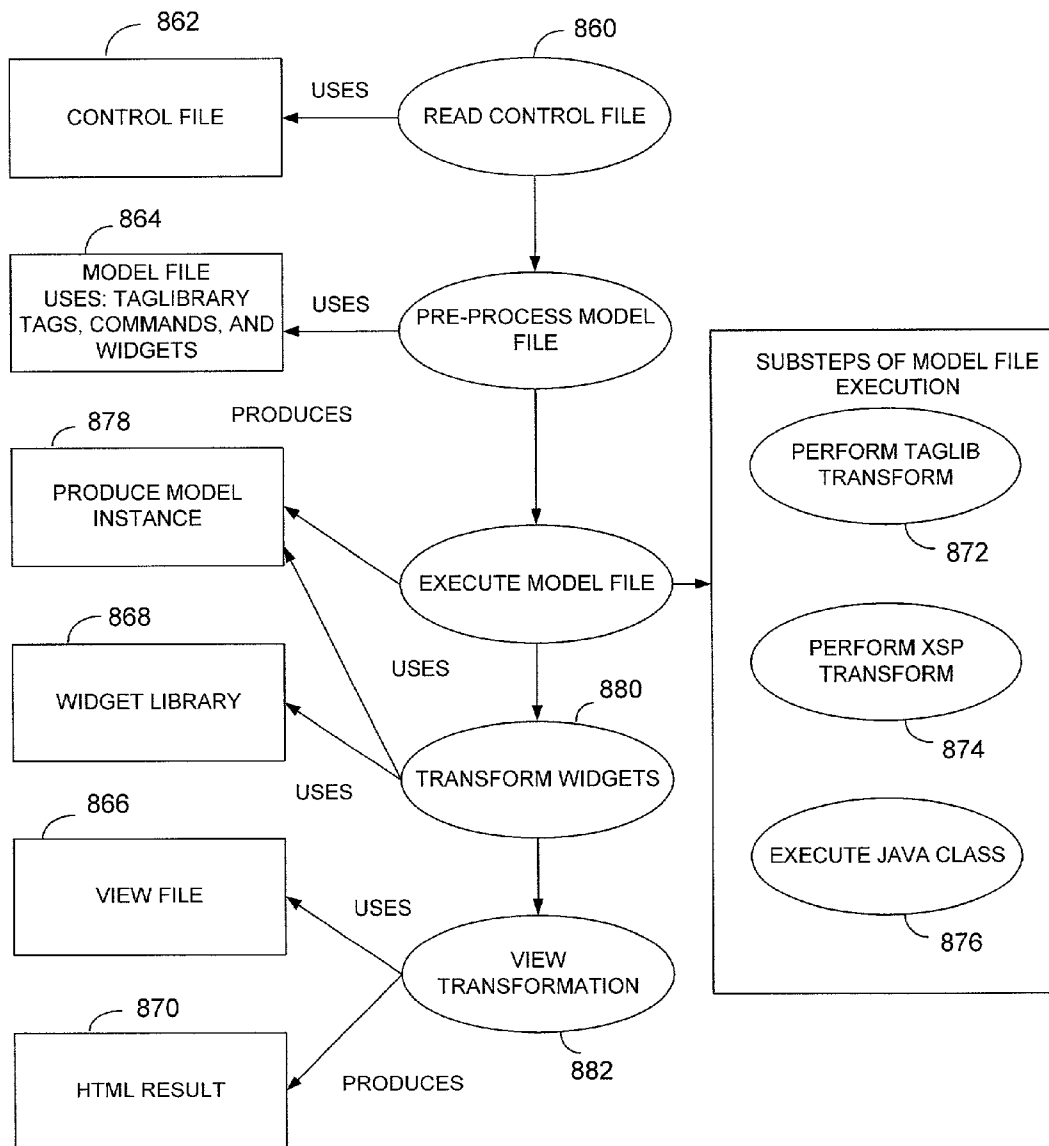 862
860
CONTROL FILE
USES
READ CONTROL FILE
864
MODEL FILE
USES: TAGLIBRARY
TAGS, COMMANDS, AND
WIDGETS
USES
PRE-PROCESS MODEL
FILE
SUBSTEPS OF MODEL FILE
EXECUTION
PERFORM TAGLIB
TRANSFORM
872
PERFORM XSP
TRANSFORM
874
EXECUTE JAVA CLASS
876
PRODUCES
878
PRODUCE MODEL
INSTANCE
EXECUTE MODEL FILE
868
USES
880
WIDGET LIBRARY
TRANSFORM WIDGETS
USES
866
VIEW FILE
USES
VIEW
TRANSFORMATION
882
870
PRODUCES
HTML RESULT